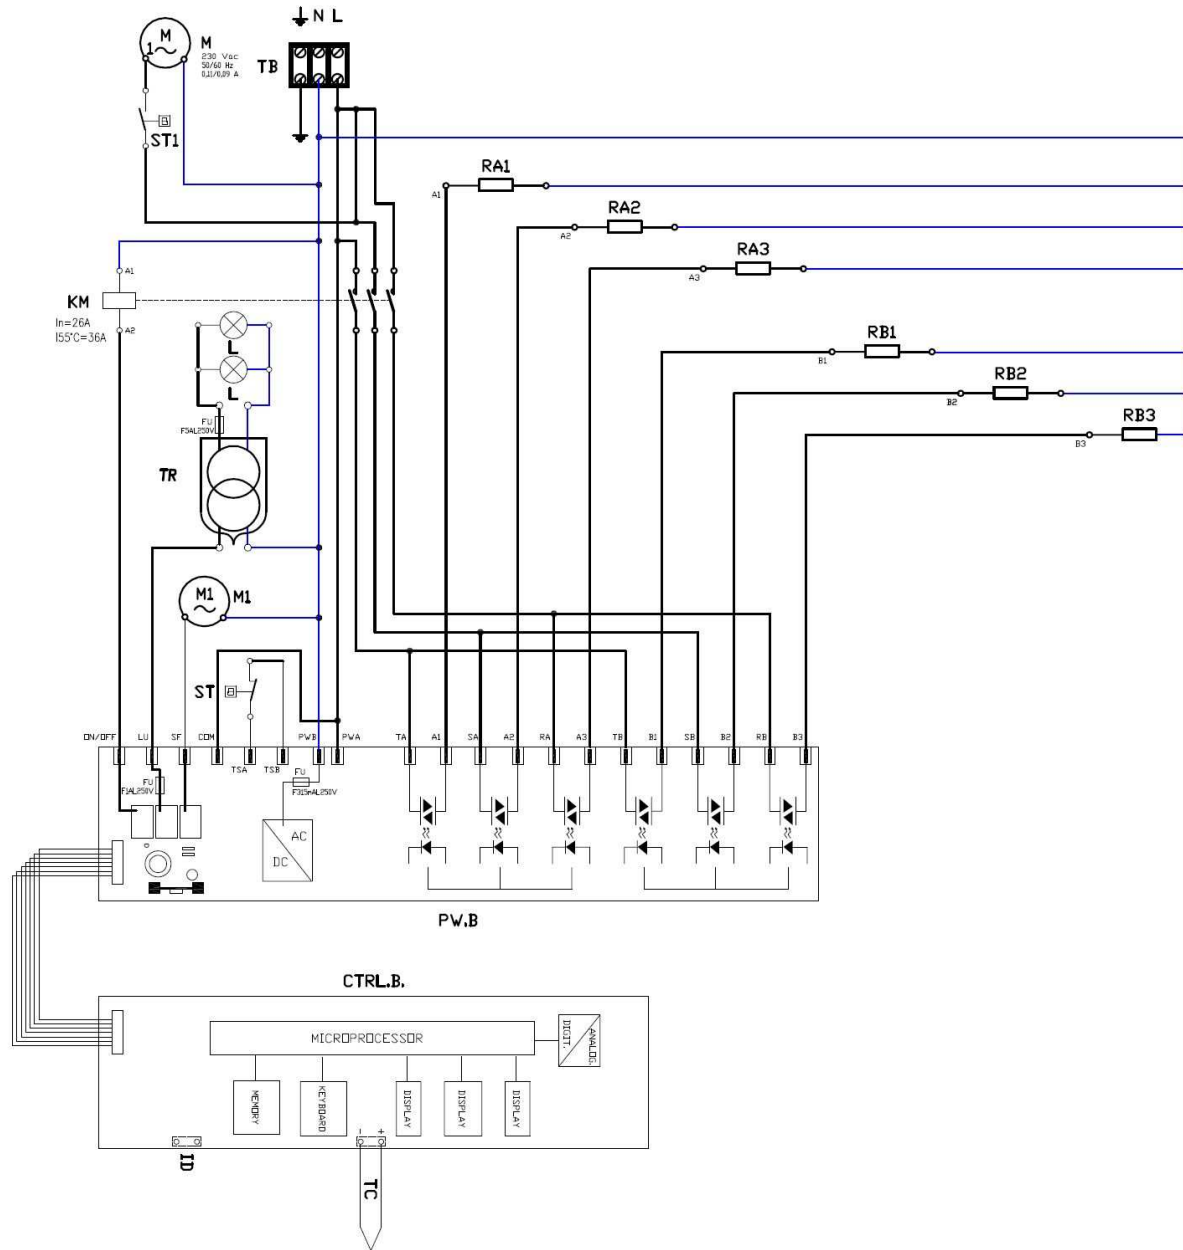 N L
M
1
M
230 Vac
50/60 Hz
0,11/0,09 A
TB
ST1
RA1
A1
RA2
A2
RA3
A3
A1
KM
In=26A
I55°C=36A
A2
L
L
RB1
B1
RB2
B2
RB3
B3
FU
F5AL250V
TR
M1
M1
ST
ON/OFF LU SF COM PWB PWA TA A1 SA A2 RA A3 TB B1 SB B2 RB B3
TSA TSB
FU
F1AL250V
FU
F315mAL250V
AC
DC
PW.B
CTRL.B.
MICROPROCESSOR
DIGIT.
ANALOG.
MEMORY
KEYBOARD
DISPLAY
DISPLAY
DISPLAY
- +
ID
TC